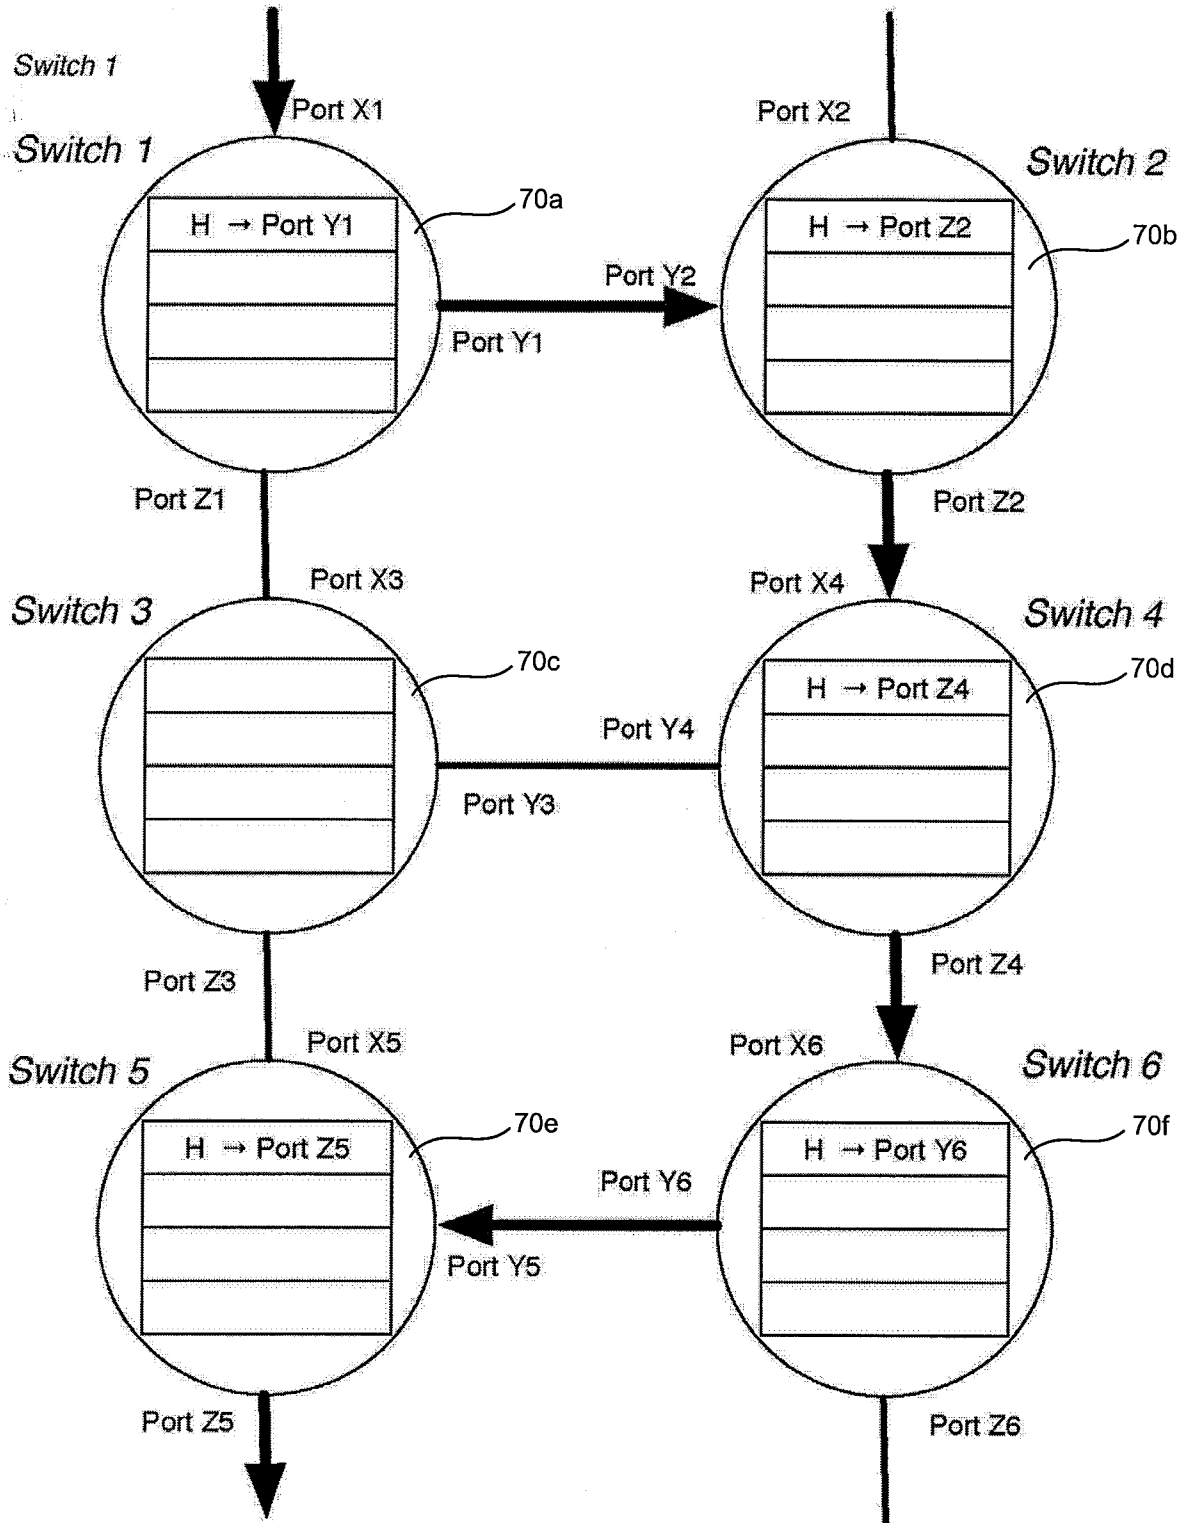 Switch 1
Port X1
Port X2
Switch 1
Switch 2
70a
H → Port Y1
H → Port Z2
70b
Port Y2
Port Y1
Port Z1
Port Z2
Port X3
Port X4
Switch 3
Switch 4
70c
70d
H → Port Z4
Port Y4
Port Y3
Port Z3
Port Z4
Port X5
Port X6
Switch 5
Switch 6
70e
70f
H → Port Z5
H → Port Y6
Port Y6
Port Y5
Port Z5
Port Z6